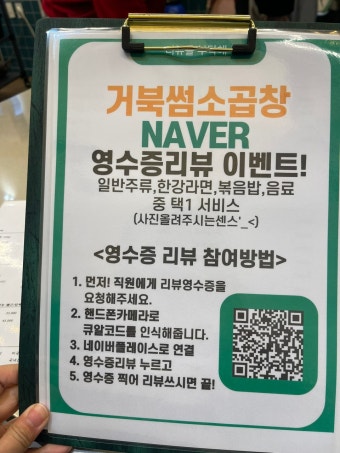 거북썸소곱창
NAVER
영수증리뷰 이벤트!
일반주류,한강라면,볶음밥,음료
중 택1 서비스
(사진올려주시는센스'_<)
<영수증 리뷰 참여방법>
1. 먼저! 직원에게 리뷰영수증을
요청해주세요.
2. 핸드폰카메라로
큐알코드를 인식해줍니다.
3. 네이버플레이스로 연결
4. 영수증리뷰 누르고
5. 영수증 찍어 리뷰쓰시면 끝!